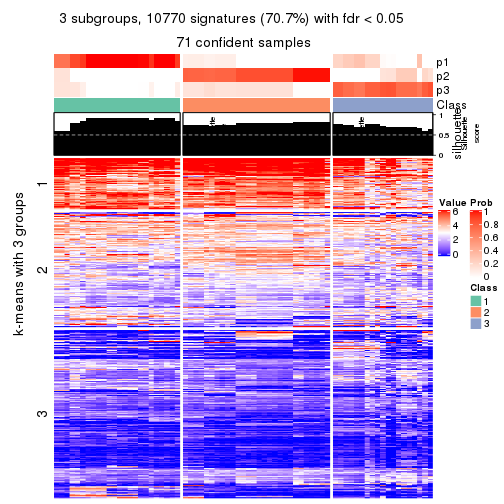 3 subgroups, 10770 signatures (70.7%) with fdr < 0.05
71 confident samples
p1
p2
p3
Class
1
0.5
0
silhouette
Silhouette
score
k-means with 3 groups
1
2
3
Value
6
4
2
0
Prob
1
0.8
0.6
0.4
0.2
0
Class
1
2
3